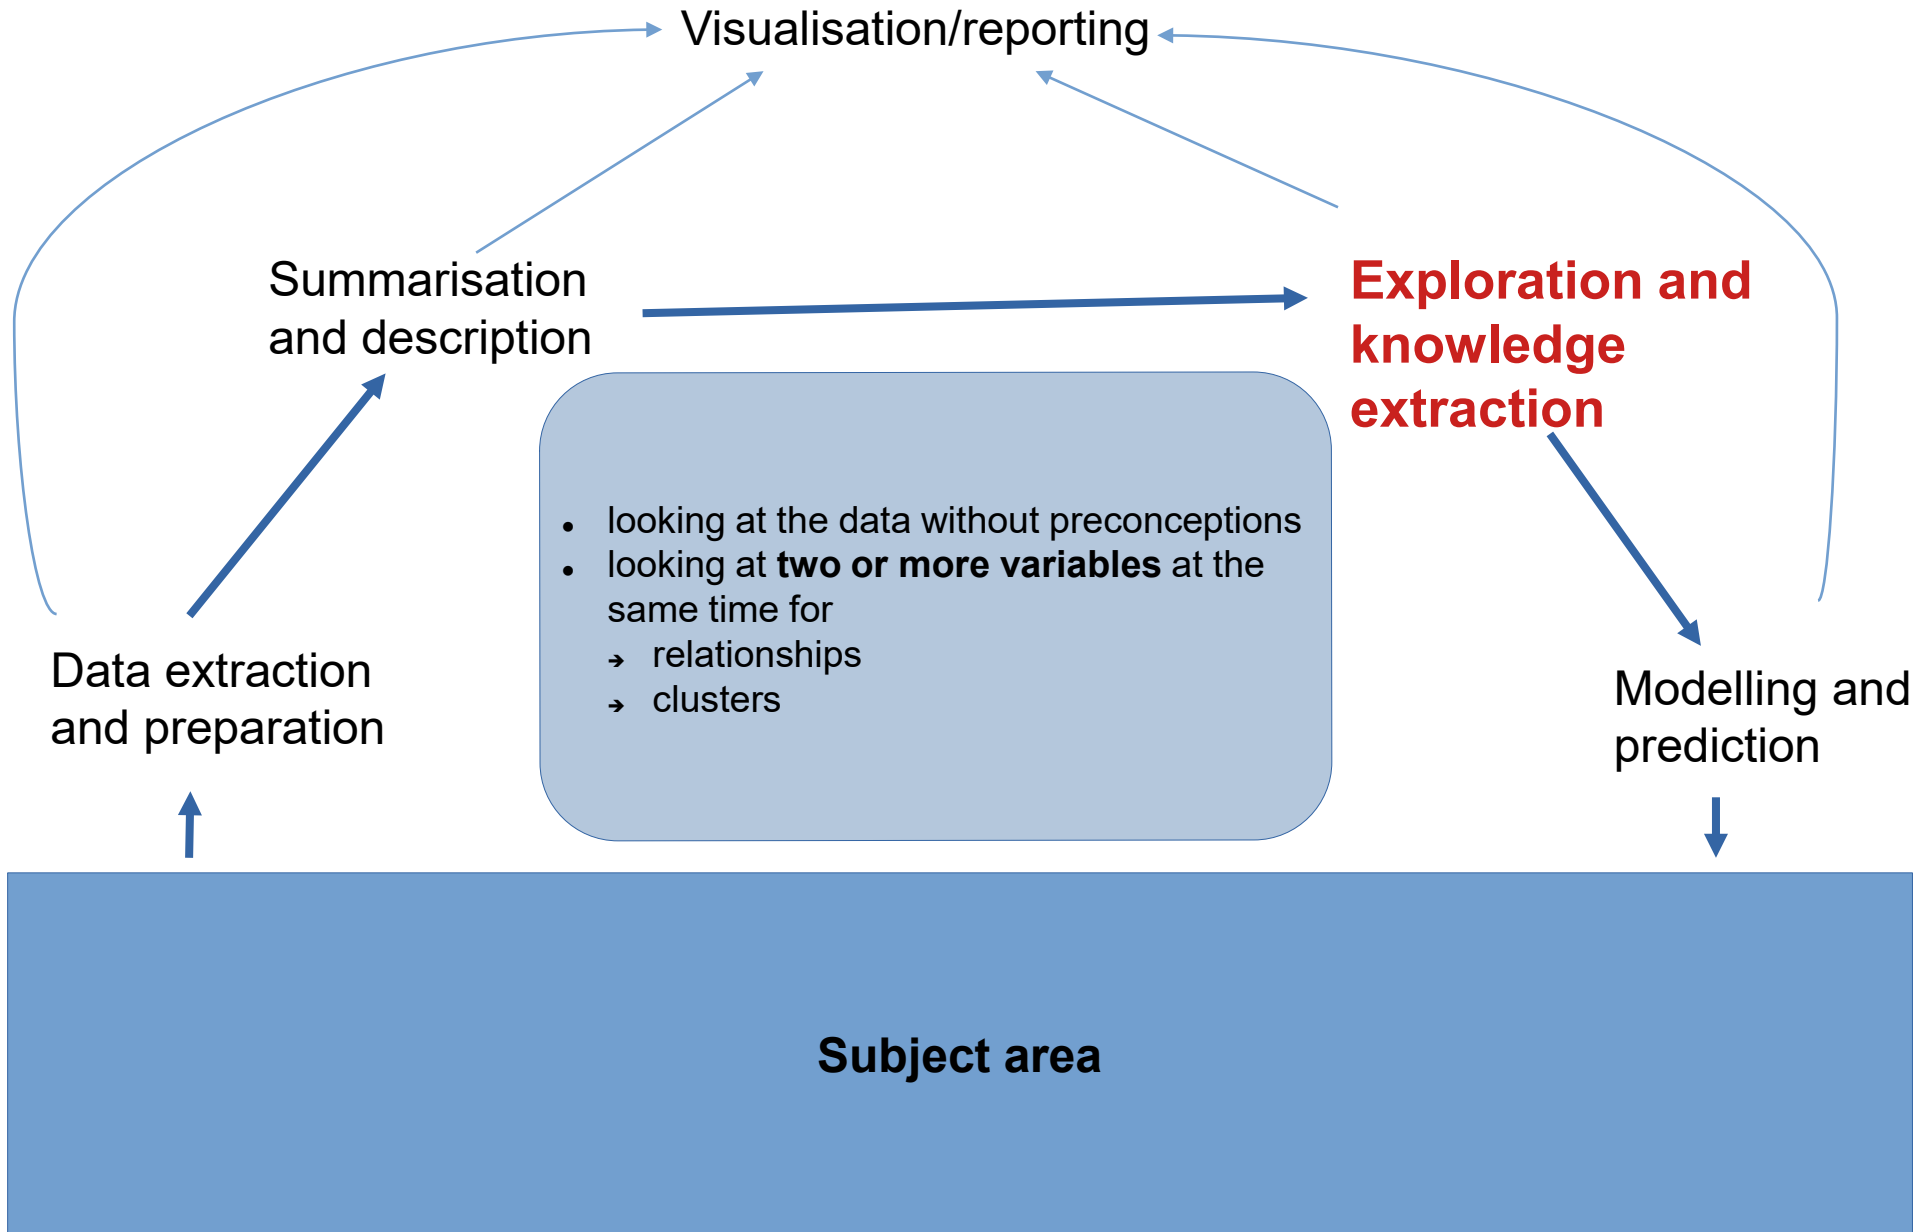 Visualisation/reporting
Summarisation
and description
Exploration and
knowledge
extraction
• looking at the data without preconceptions
• looking at two or more variables at the
same time for
➔ relationships
➔ clusters
Data extraction
and preparation
Modelling and
prediction
Subject area